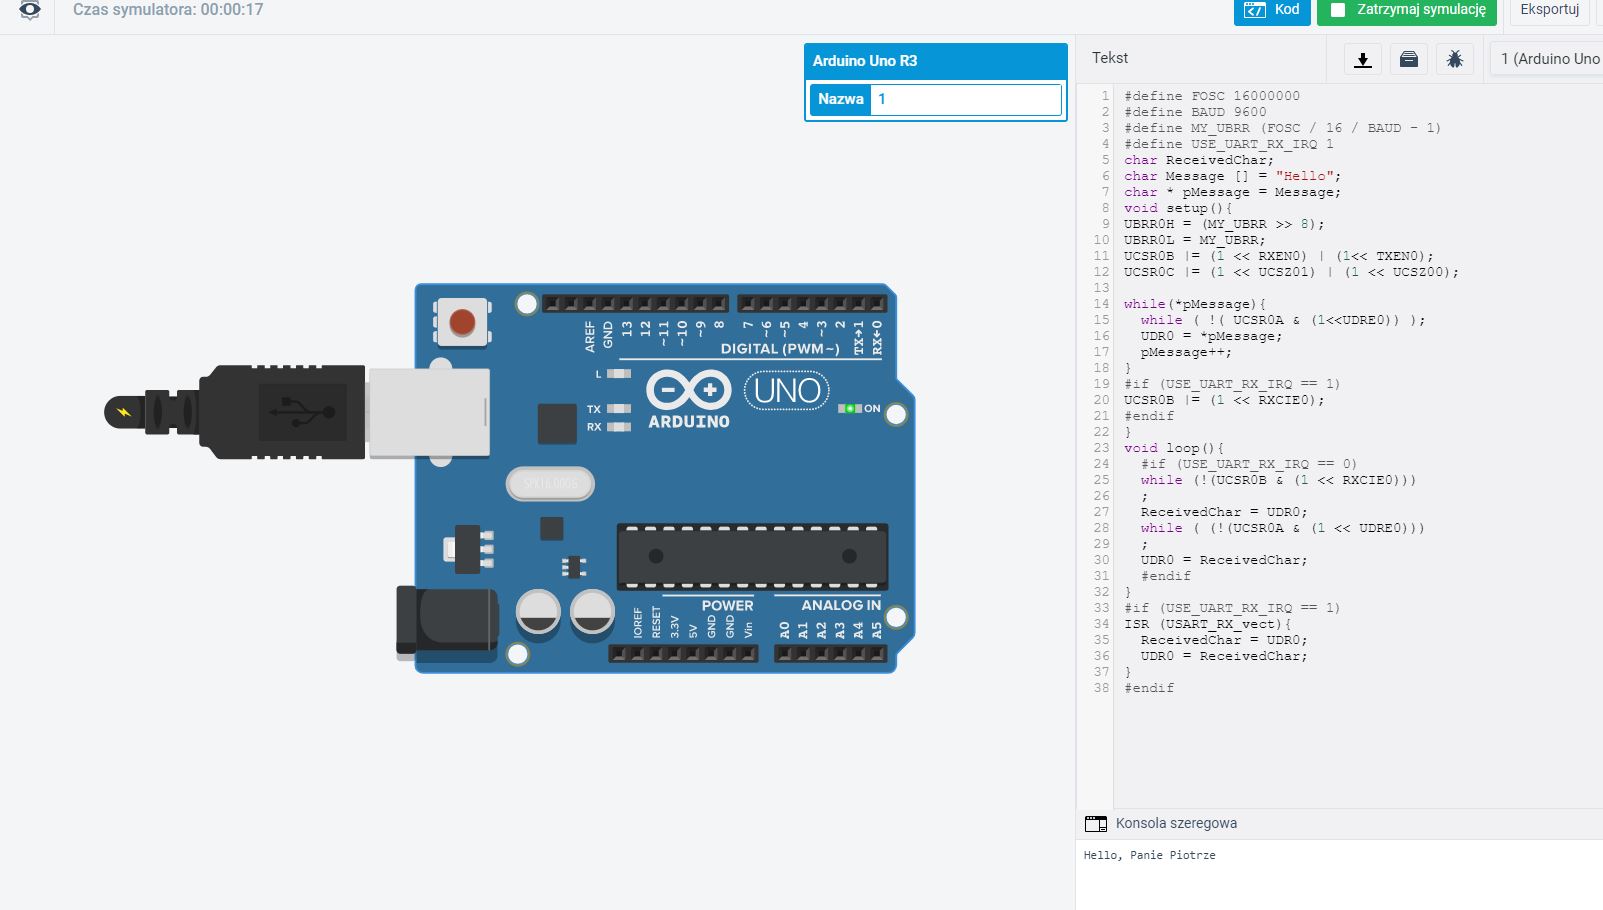 Czas symulatora: 00:00:17
Kod
Zatrzymaj symulację
Eksportuj
Arduino Uno R3
Nazwa 1
Tekst
1 (Arduino Uno
1 #define FOSC 16000000
2 #define BAUD 9600
3 #define MY_UBRR (FOSC / 16 / BAUD - 1)
4 #define USE_UART_RX_IRQ 1
5 char ReceivedChar;
6 char Message [] = "Hello";
7 char * pMessage = Message;
8 void setup(){
9 UBRR0H = (MY_UBRR >> 8);
10 UBRR0L = MY_UBRR;
11 UCSR0B |= (1 << RXEN0) | (1<< TXEN0);
12 UCSR0C |= (1 << UCSZ01) | (1 << UCSZ00);
13
14 while(*pMessage){
15 while ( !( UCSR0A & (1<<UDRE0)) );
16 UDR0 = *pMessage;
17 pMessage++;
18 }
19 #if (USE_UART_RX_IRQ == 1)
20 UCSR0B |= (1 << RXCIE0);
21 #endif
22 }
23 void loop(){
24 #if (USE_UART_RX_IRQ == 0)
25 while (!(UCSR0B & (1 << RXCIE0)))
26 ;
27 ReceivedChar = UDR0;
28 while ( (!(UCSR0A & (1 << UDRE0)))
29 ;
30 UDR0 = ReceivedChar;
31 #endif
32 }
33 #if (USE_UART_RX_IRQ == 1)
34 ISR (USART_RX_vect){
35 ReceivedChar = UDR0;
36 UDR0 = ReceivedChar;
37 }
38 #endif
Konsola szeregowa
Hello, Panie Piotrze
AREF GND 13 12 ~11 ~10 ~9 8 7 ~6 ~5 4 ~3 2 TX→1 RX←0
DIGITAL (PWM~)
L
TX
RX
ARDUINO
UNO
ON
SPK16.000G
POWER
ANALOG IN
IOREF RESET 3.3V 5V GND GND Vin A0 A1 A2 A3 A4 A5